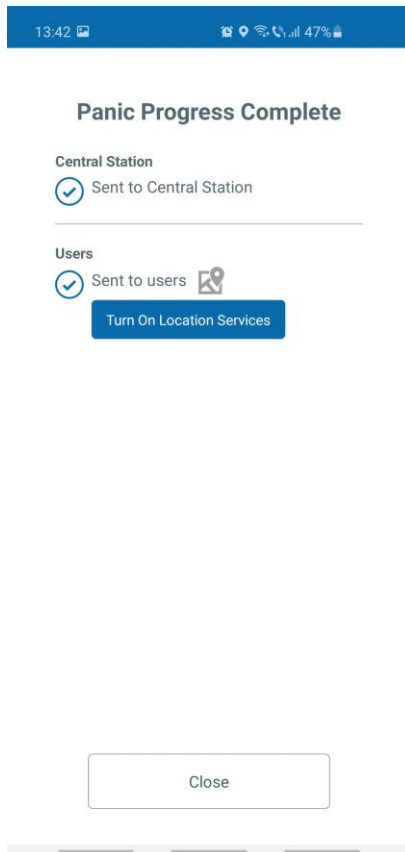 13:42 47%
Panic Progress Complete
Central Station
Sent to Central Station
Users
Sent to users
Turn On Location Services
Close